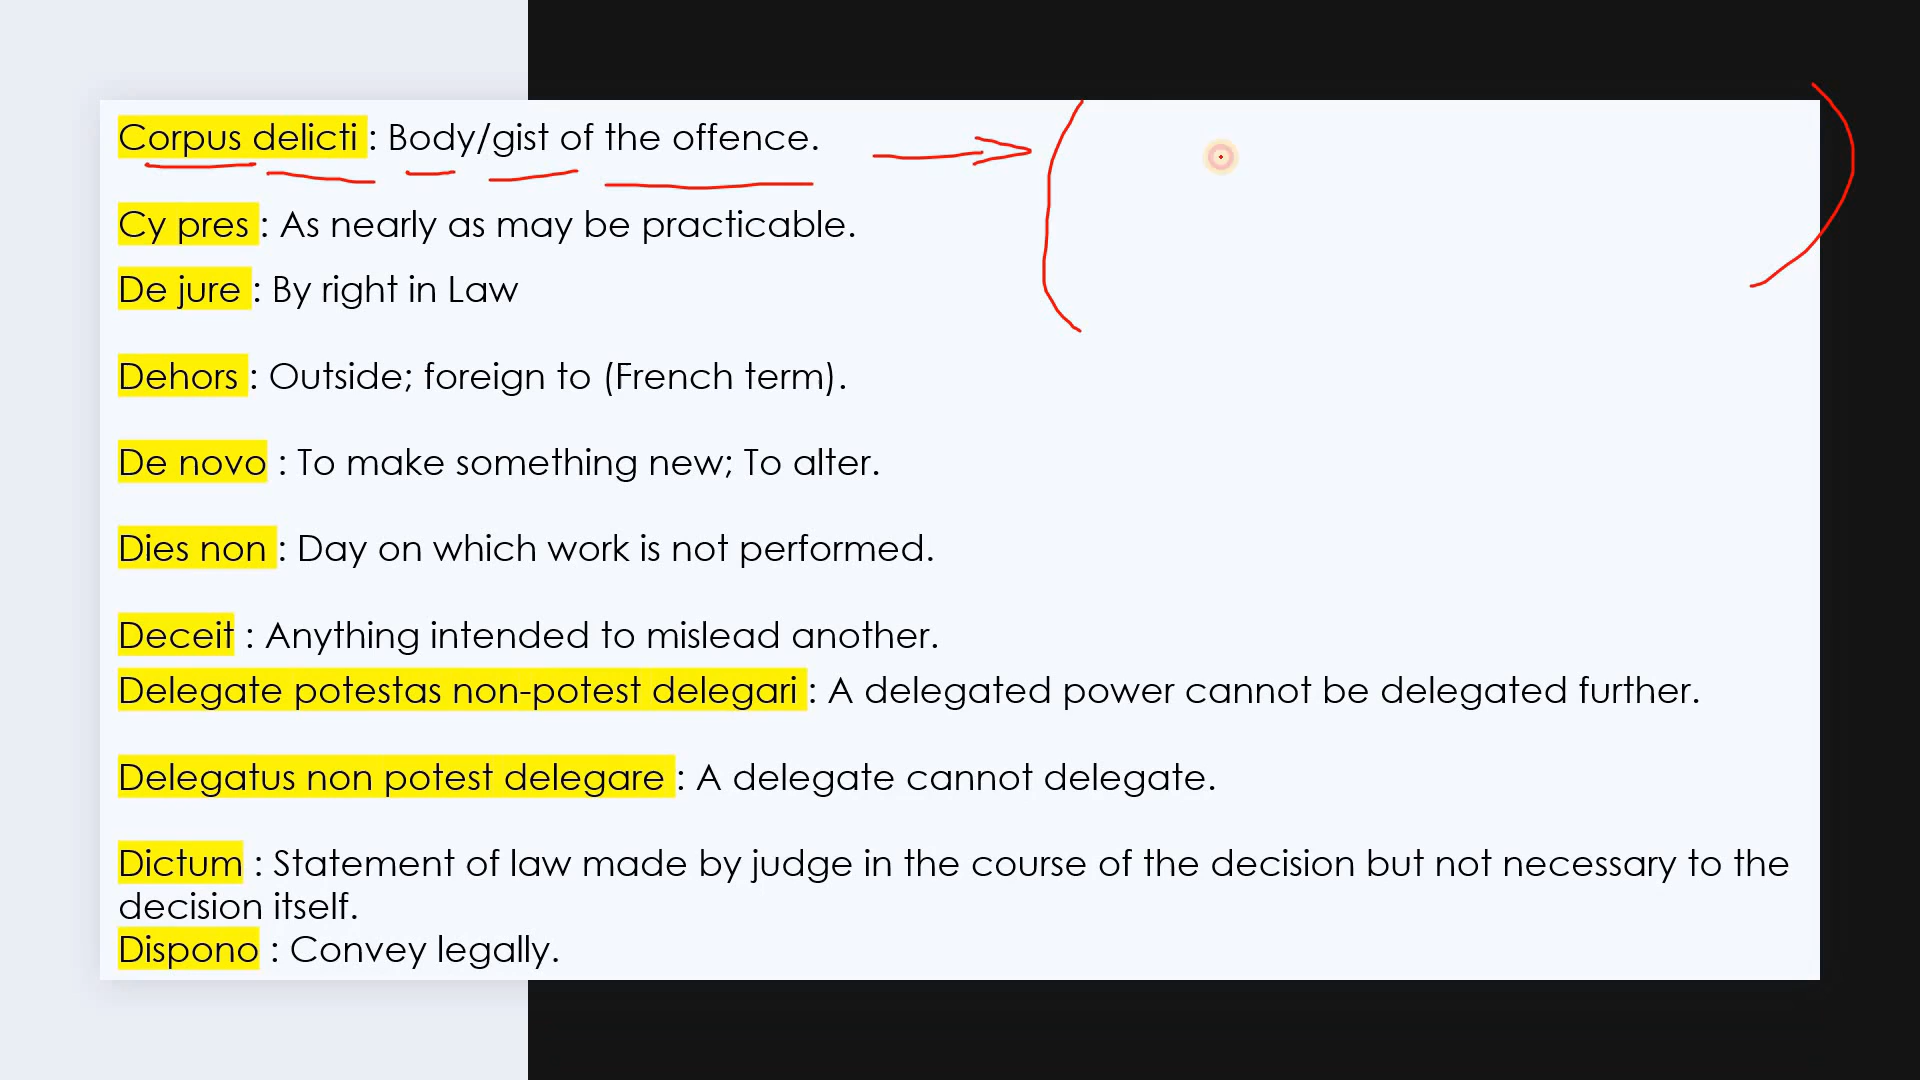 Corpus delicti : Body/gist of the offence.
Cy pres : As nearly as may be practicable.
De jure : By right in Law
Dehors : Outside; foreign to (French term).
De novo : To make something new; To alter.
Dies non : Day on which work is not performed.
Deceit : Anything intended to mislead another.
Delegate potestas non-potest delegari : A delegated power cannot be delegated further.
Delegatus non potest delegare : A delegate cannot delegate.
Dictum : Statement of law made by judge in the course of the decision but not necessary to the
decision itself.
Dispono : Convey legally.